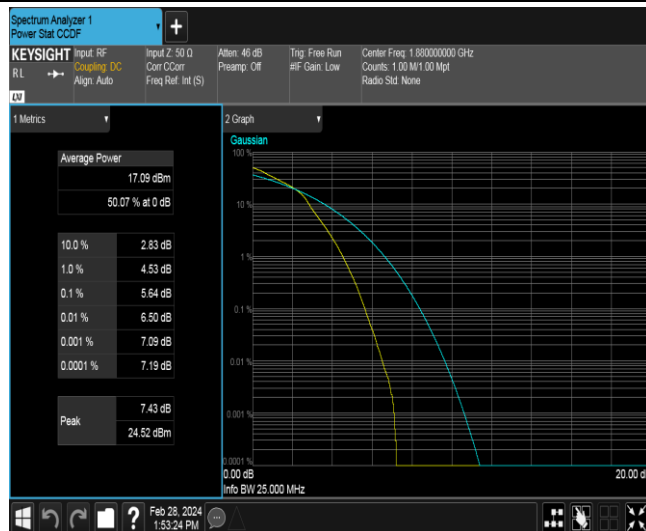 Spectrum Analyzer 1
Power Stat CCDF
+
KEYSIGHT
RL
LXI
Input: RF
Coupling: DC
Align: Auto
Input Z: 50 Ω
Corr CCorr
Freq Ref: Int (S)
Atten: 46 dB
Preamp: Off
Trig: Free Run
#IF Gain: Low
Center Freq: 1.880000000 GHz
Counts: 1.00 M/1.00 Mpt
Radio Std: None
1 Metrics
Average Power
17.09 dBm
50.07 % at 0 dB
10.0 % 2.83 dB
1.0 % 4.53 dB
0.1 % 5.64 dB
0.01 % 6.50 dB
0.001 % 7.09 dB
0.0001 % 7.19 dB
Peak 7.43 dB
24.52 dBm
2 Graph
Gaussian
100 %
10 %
1 %
0.1 %
0.01 %
0.001 %
0.0001 %
0.00 dB
20.00 d
Info BW 25.000 MHz
?
Feb 28, 2024
1:53:24 PM